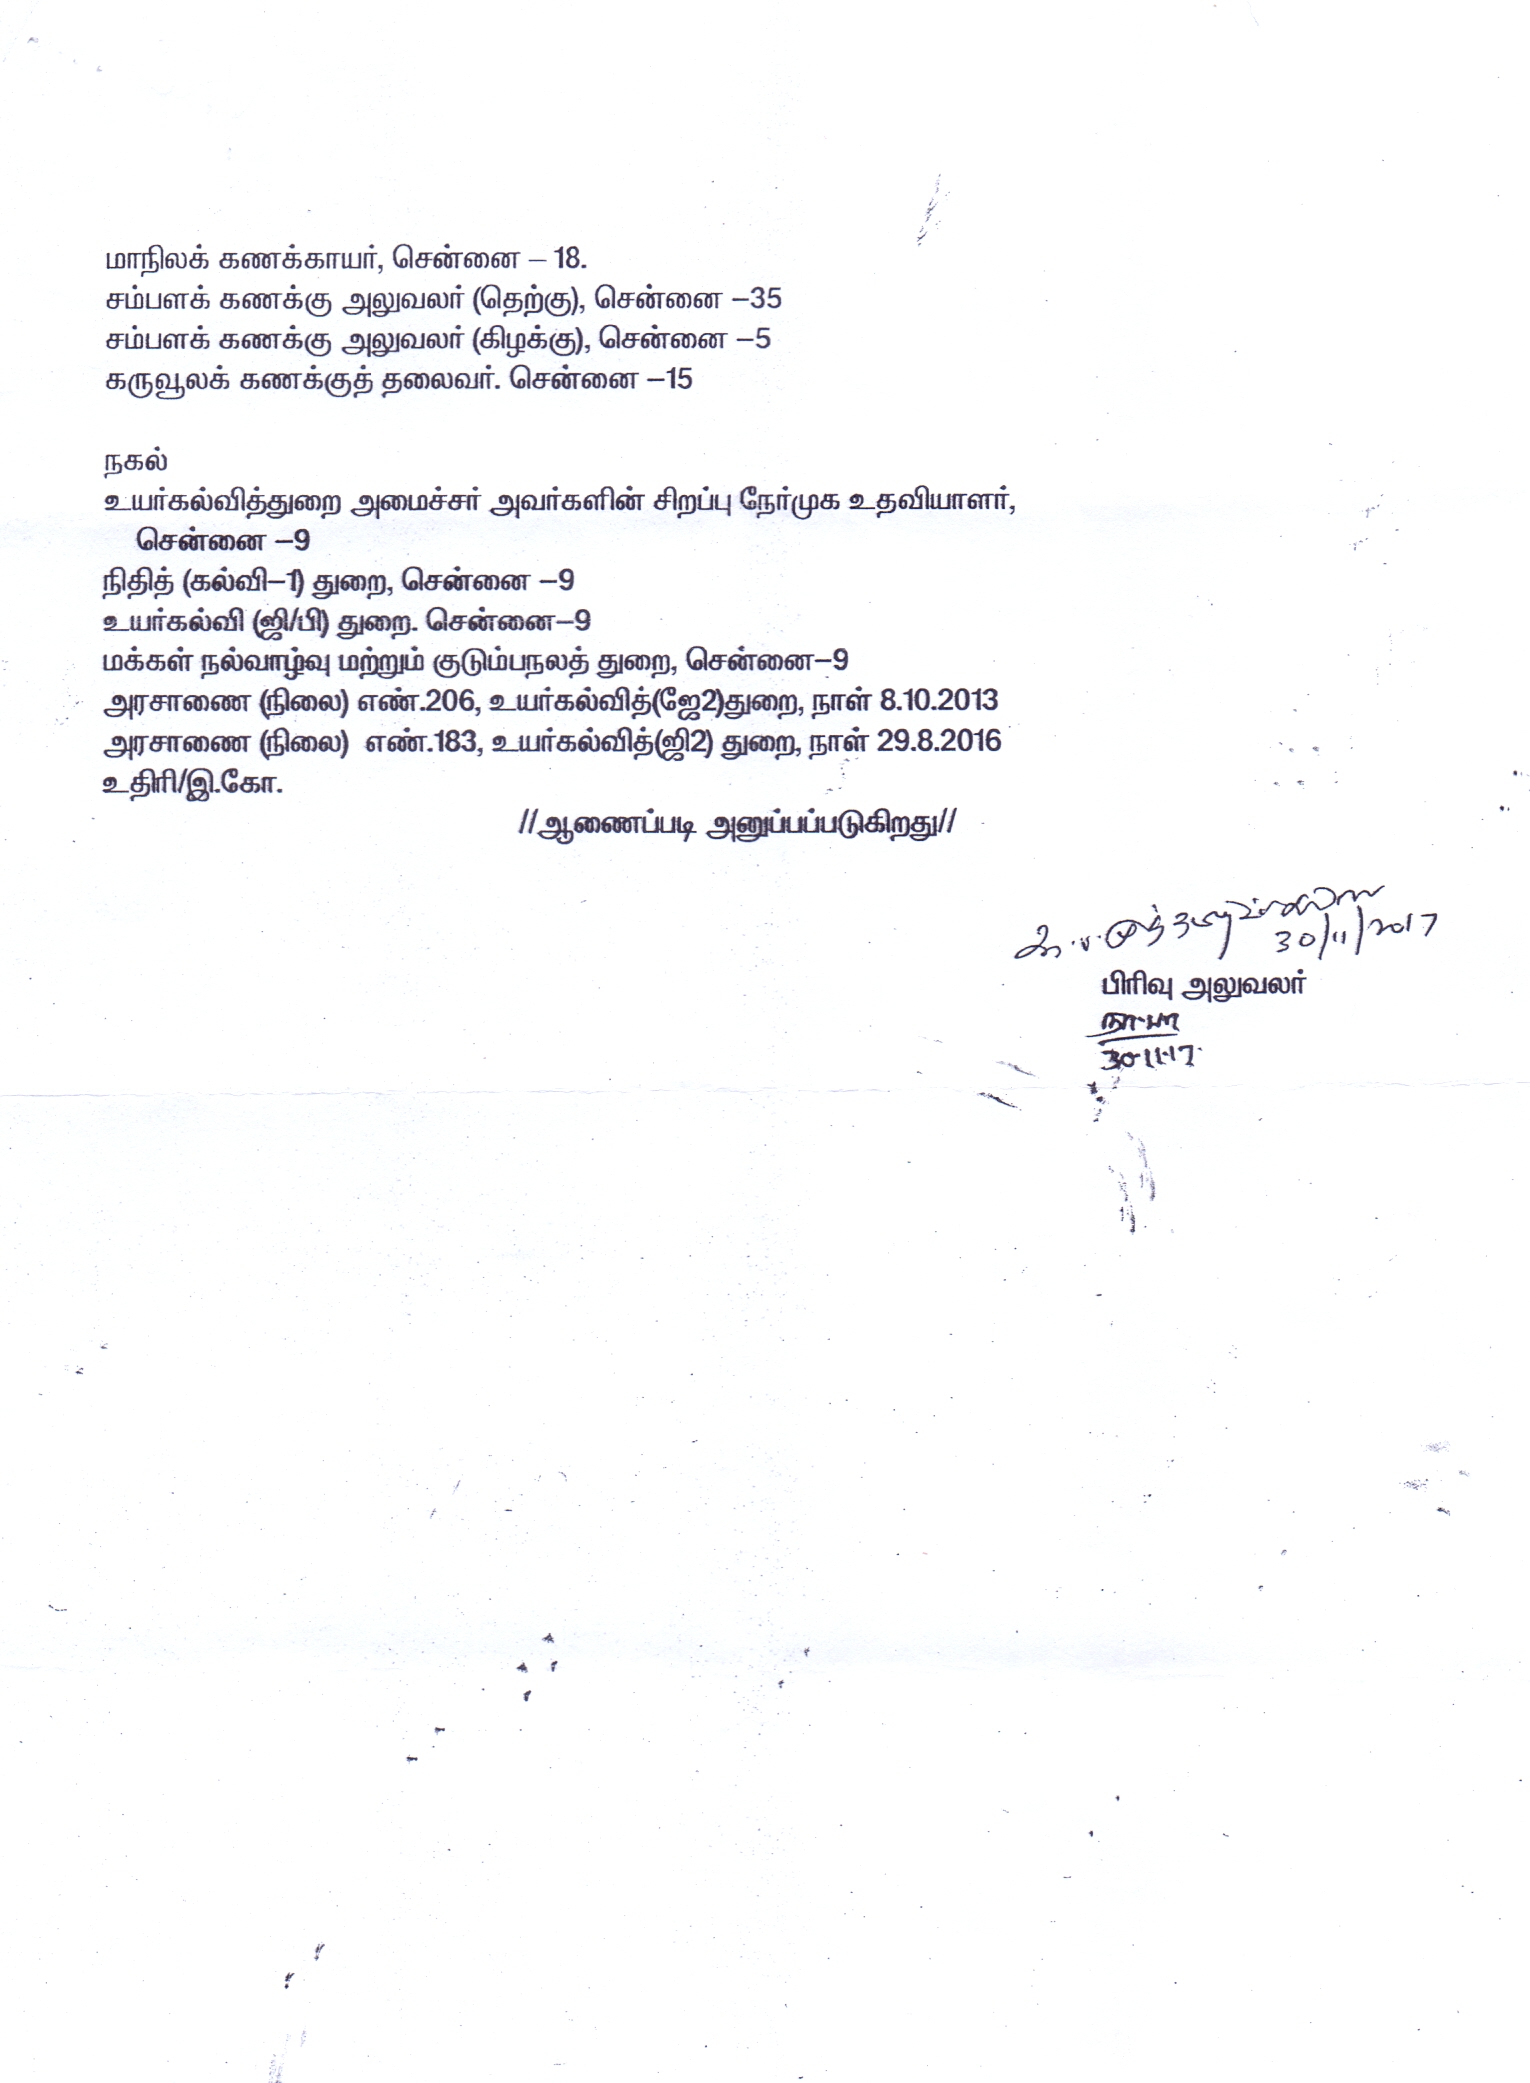 மாநிலக் கணக்காயர், சென்னை – 18.
சம்பளக் கணக்கு அலுவலர் (தெற்கு), சென்னை –35
சம்பளக் கணக்கு அலுவலர் (கிழக்கு), சென்னை –5
கருவூலக் கணக்குத் தலைவர். சென்னை –15
நகல்
உயர்கல்வித்துறை அமைச்சர் அவர்களின் சிறப்பு நேர்முக உதவியாளர்,
சென்னை –9
நிதித் (கல்வி–1) துறை, சென்னை –9
உயர்கல்வி (ஜி/பி) துறை. சென்னை–9
மக்கள் நல்வாழ்வு மற்றும் குடும்பநலத் துறை, சென்னை–9
அரசாணை (நிலை) எண்.206, உயர்கல்வித்(ஜே2)துறை, நாள் 8.10.2013
அரசாணை (நிலை) எண்.183, உயர்கல்வித்(ஜி2) துறை, நாள் 29.8.2016
உதிரி/இ.கோ.
//ஆணைப்படி அனுப்பப்படுகிறது//
30/11/2017
பிரிவு அலுவலர்
30.11.17.